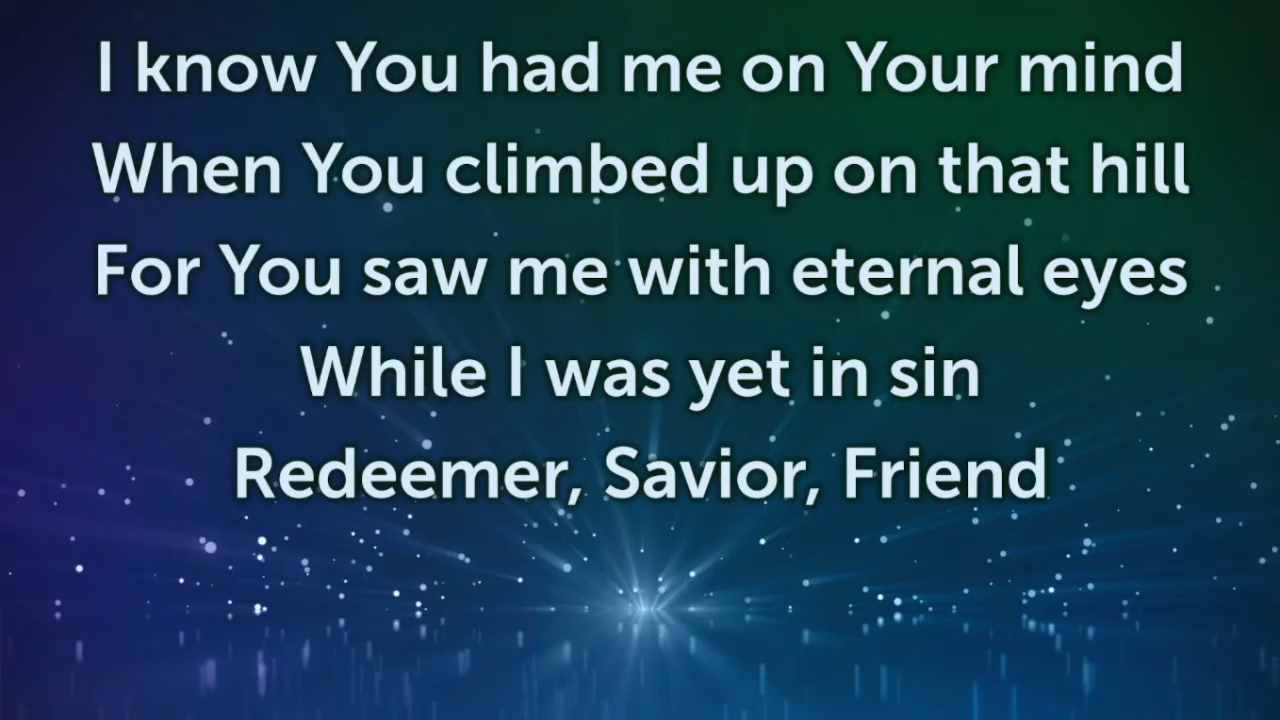 I know You had me on Your mind
When You climbed up on that hill
For You saw me with eternal eyes
While I was yet in sin
Redeemer, Savior, Friend